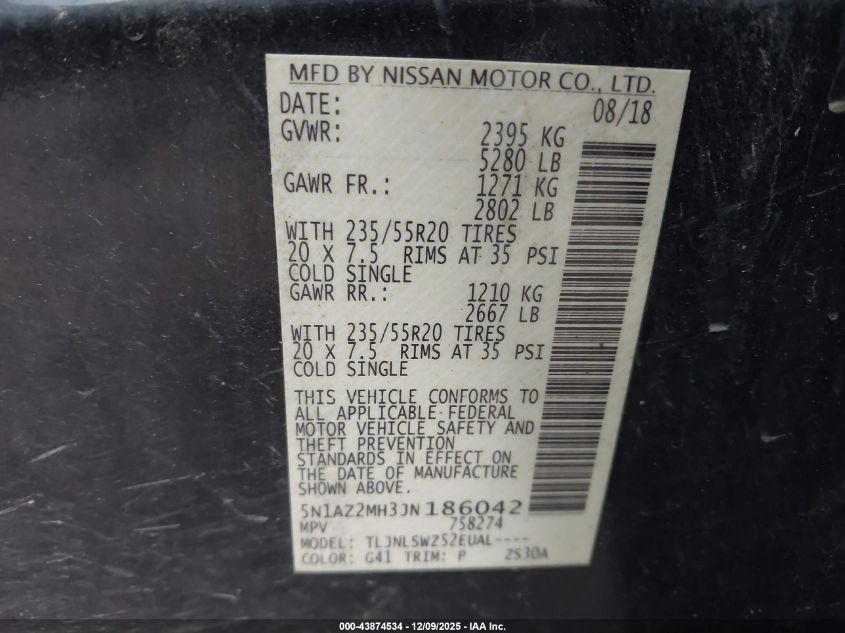 MFD BY NISSAN MOTOR CO., LTD.
DATE: 08/18
GVWR: 2395 KG
5280 LB
GAWR FR.: 1271 KG
2802 LB
WITH 235/55R20 TIRES
20 X 7.5 RIMS AT 35 PSI
COLD SINGLE
GAWR RR.: 1210 KG
2667 LB
WITH 235/55R20 TIRES
20 X 7.5 RIMS AT 35 PSI
COLD SINGLE
THIS VEHICLE CONFORMS TO
ALL APPLICABLE FEDERAL
MOTOR VEHICLE SAFETY AND
THEFT PREVENTION
STANDARDS IN EFFECT ON
THE DATE OF MANUFACTURE
SHOWN ABOVE.
5N1AZ2MH3JN186042
MPV 758274
MODEL: TLJNLSWZ52EUAL----
COLOR: G41 TRIM: P ZS30A
000-43874534 - 12/09/2025 - IAA Inc.